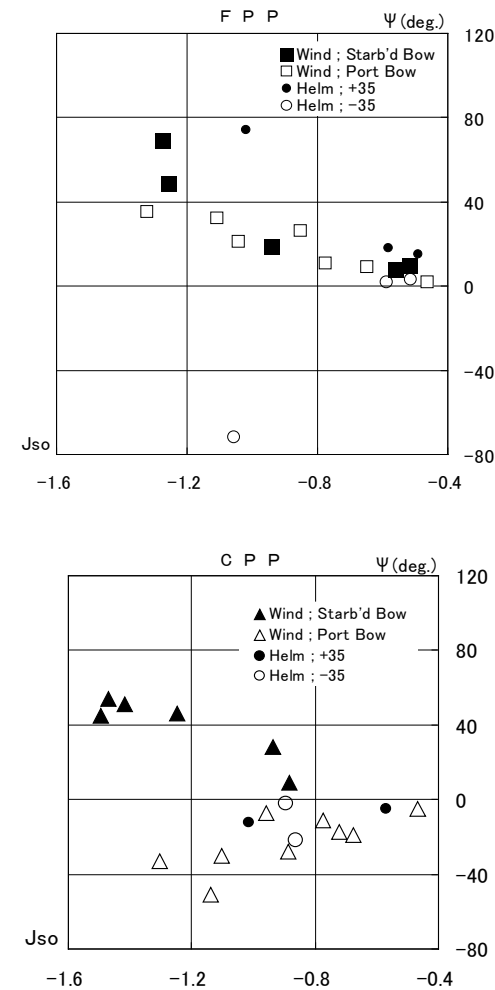 F P P Ψ(deg.)
120
Wind ; Starb'd Bow
Wind ; Port Bow
Helm ; +35
Helm ; −35
80
40
0
−40
Jso
−80
−1.6 −1.2 −0.8 −0.4
C P P Ψ(deg.)
120
Wind ; Starb'd Bow
Wind ; Port Bow
Helm ; +35
Helm ; −35
80
40
0
−40
Jso
−80
−1.6 −1.2 −0.8 −0.4